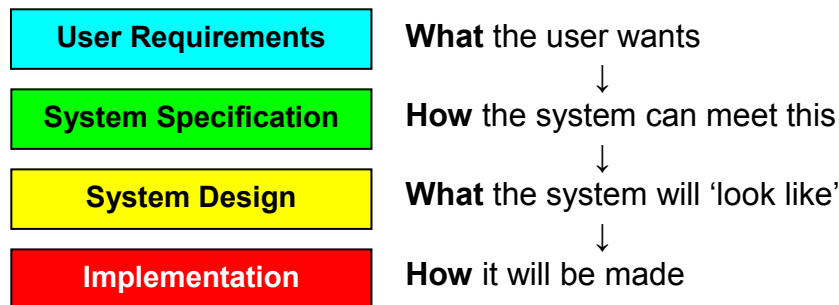 User Requirements What the user wants
↓
System Specification How the system can meet this
↓
System Design What the system will ‘look like’
↓
Implementation How it will be made